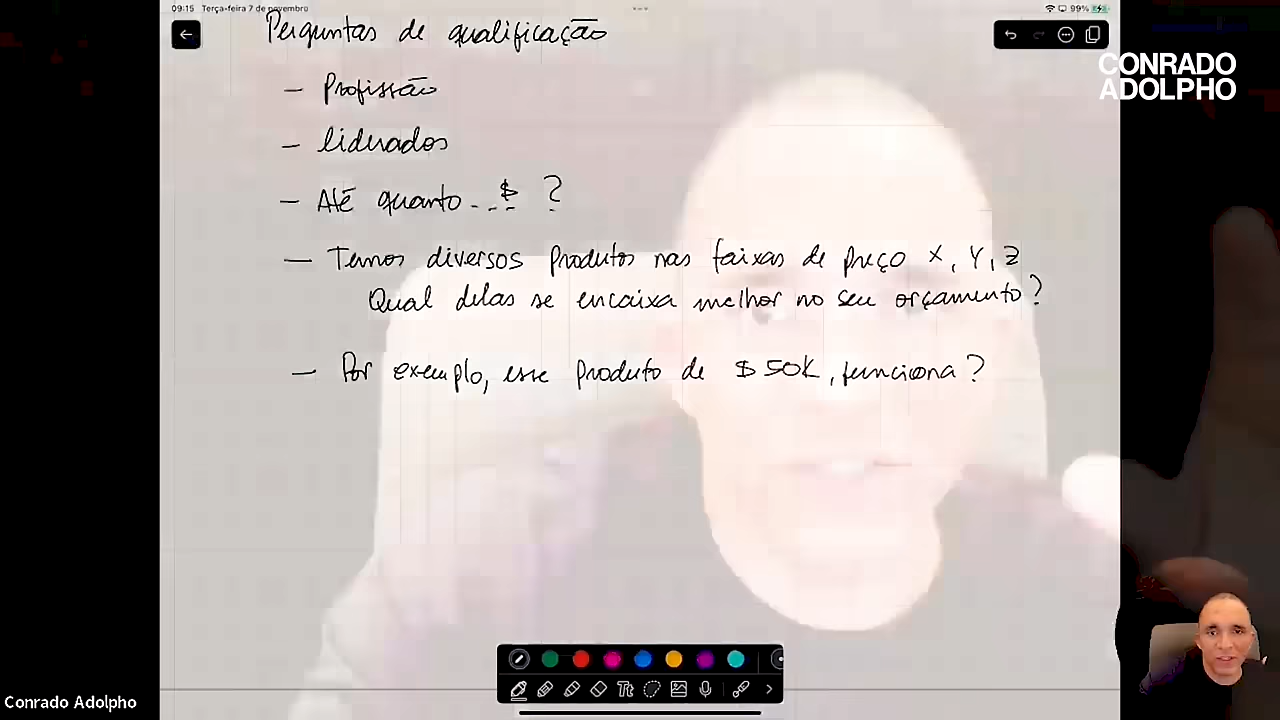 09:15 Terça-feira 7 de novembro
99%
Perguntas de qualificação
CONRADO
ADOLPHO
- Profissão
- liderados
- Até quanto...$ ?
- Temos diversos produtos nas faixas de preço X, Y, Z
Qual delas se encaixa melhor no seu orçamento?
- Por exemplo, esse produto de $50K, funciona?
Tt
Conrado Adolpho